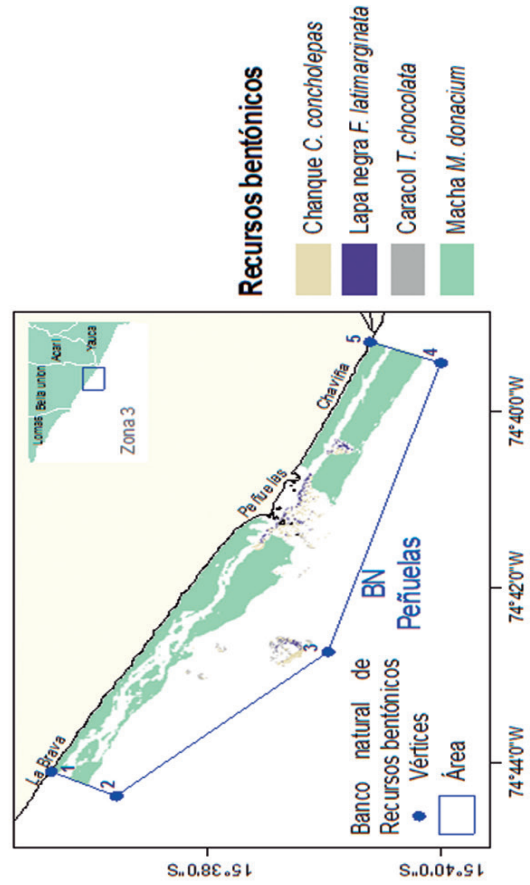 Lomas
Bella union
Acarí
Yauca
Zona 3
La Brava
Peñuelas
Chaviña
1
2
3
4
5
BN
Peñuelas
Banco natural de
Recursos bentónicos
Vértices
Área
15°38'0"S
15°40'0"S
74°44'0"W
74°42'0"W
74°40'0"W
Recursos bentónicos
Chanque C. concholepas
Lapa negra F. latimarginata
Caracol T. chocolata
Macha M. donacium